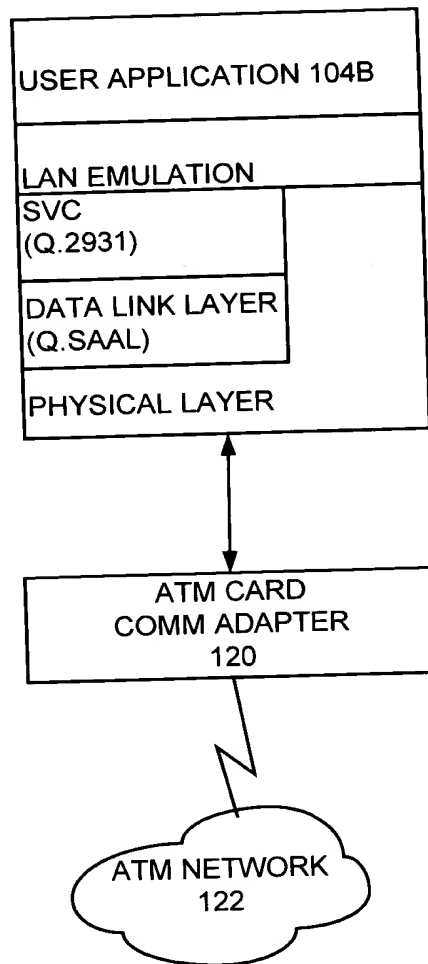 USER APPLICATION 104B
LAN EMULATION
SVC
(Q.2931)
DATA LINK LAYER
(Q.SAAL)
PHYSICAL LAYER
ATM CARD
COMM ADAPTER
120
ATM NETWORK
122